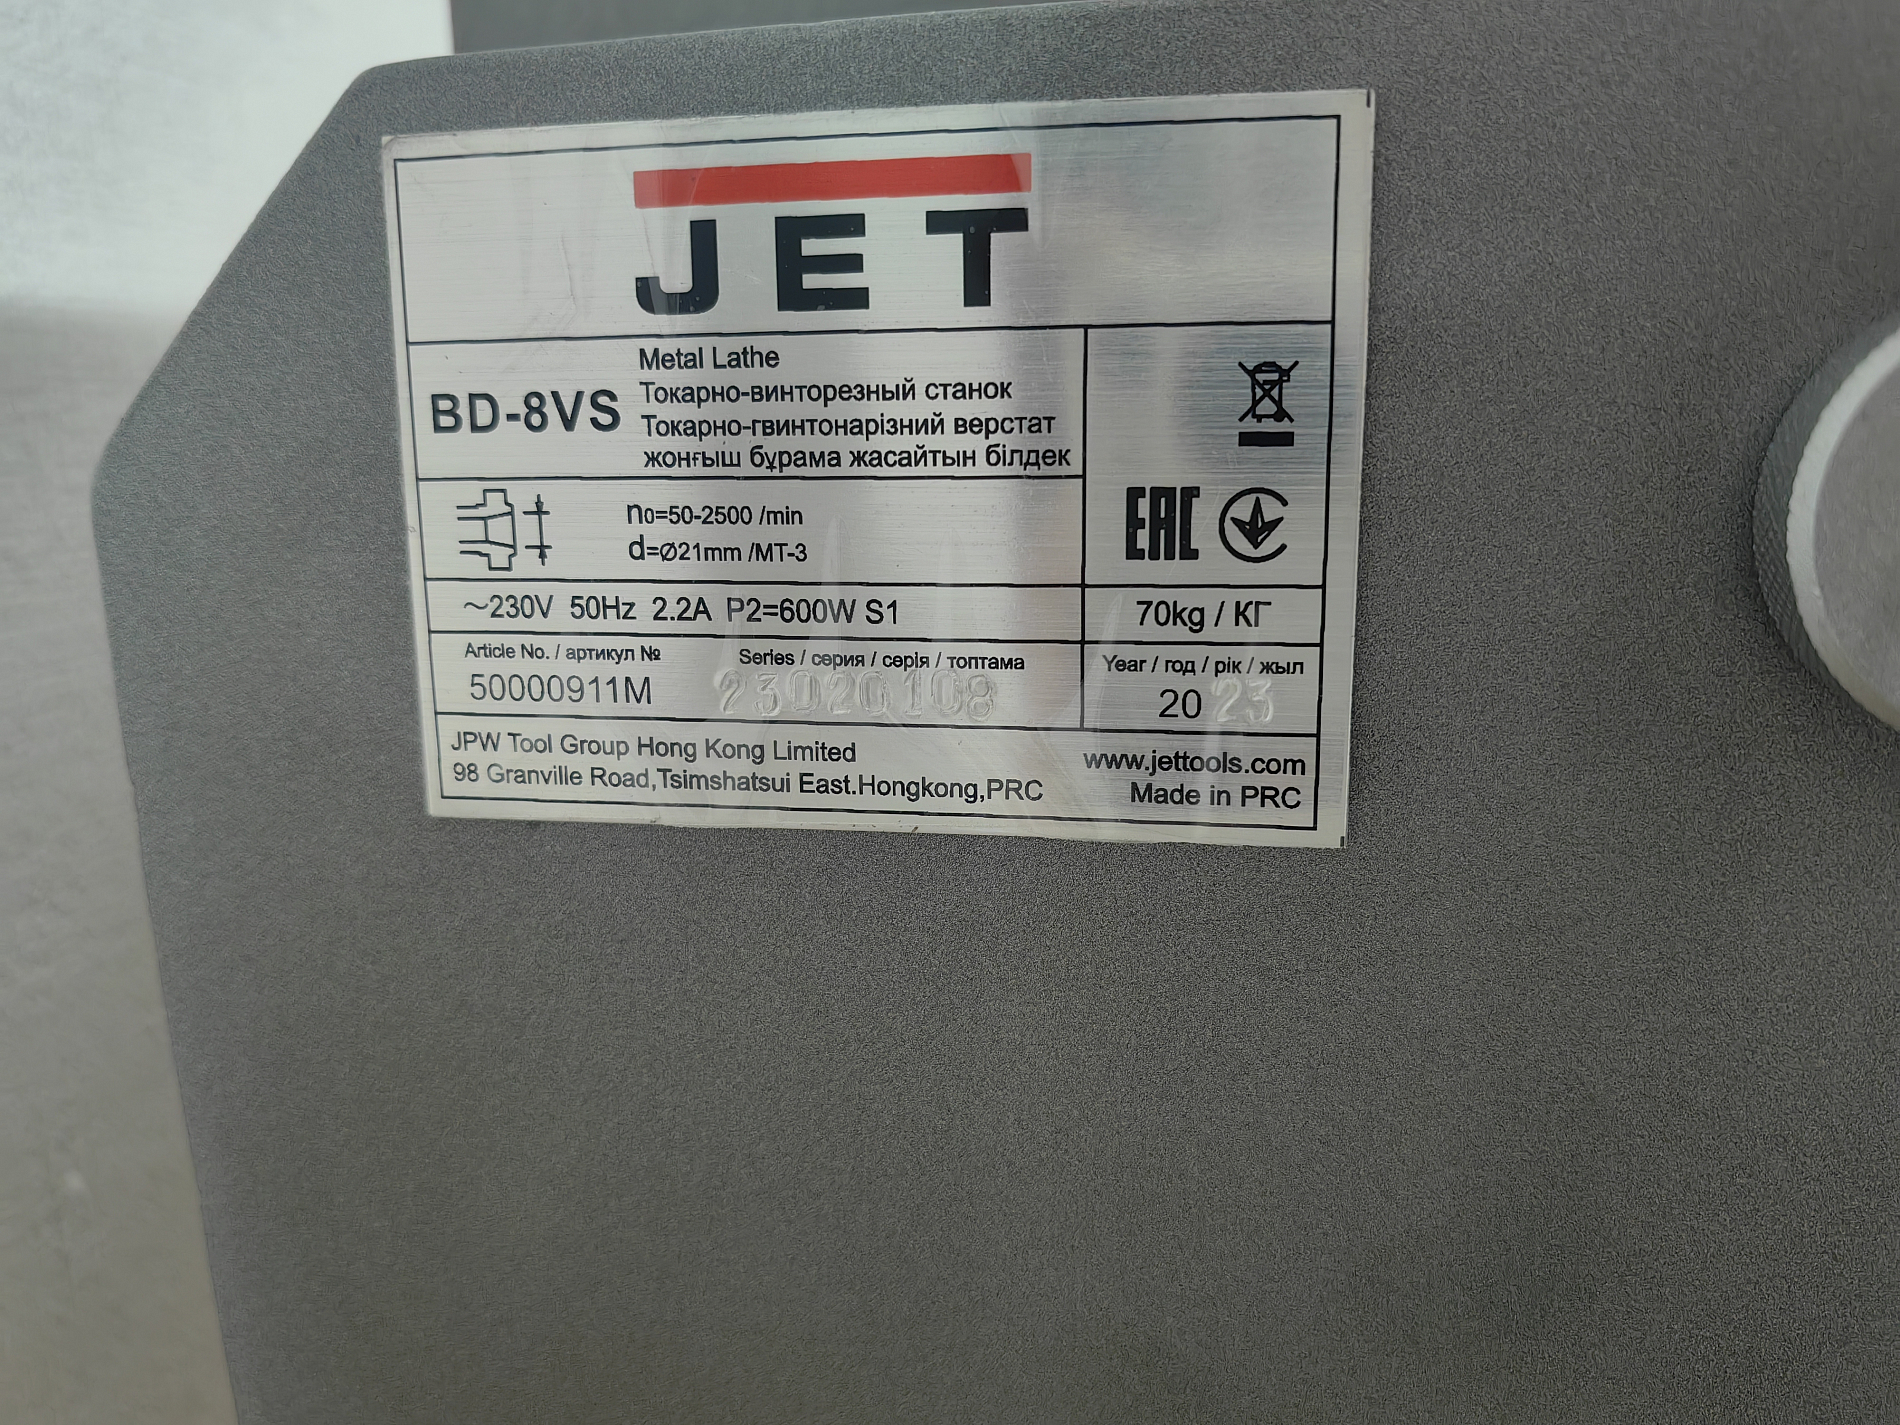 JET
BD-8VS
Metal Lathe
Токарно-винторезный станок
Токарно-гвинтонарізний верстат
жонғыш бұрама жасайтын білдек
EAC
n0=50-2500 /min
d=Ø21mm /MT-3
~230V 50Hz 2.2A P2=600W S1
70kg / КГ
Article No. / артикул №
50000911M
Series / серия / серія / топтама
23020108
Year / год / рік / жыл
2023
JPW Tool Group Hong Kong Limited
98 Granville Road,Tsimshatsui East.Hongkong,PRC
www.jettools.com
Made in PRC